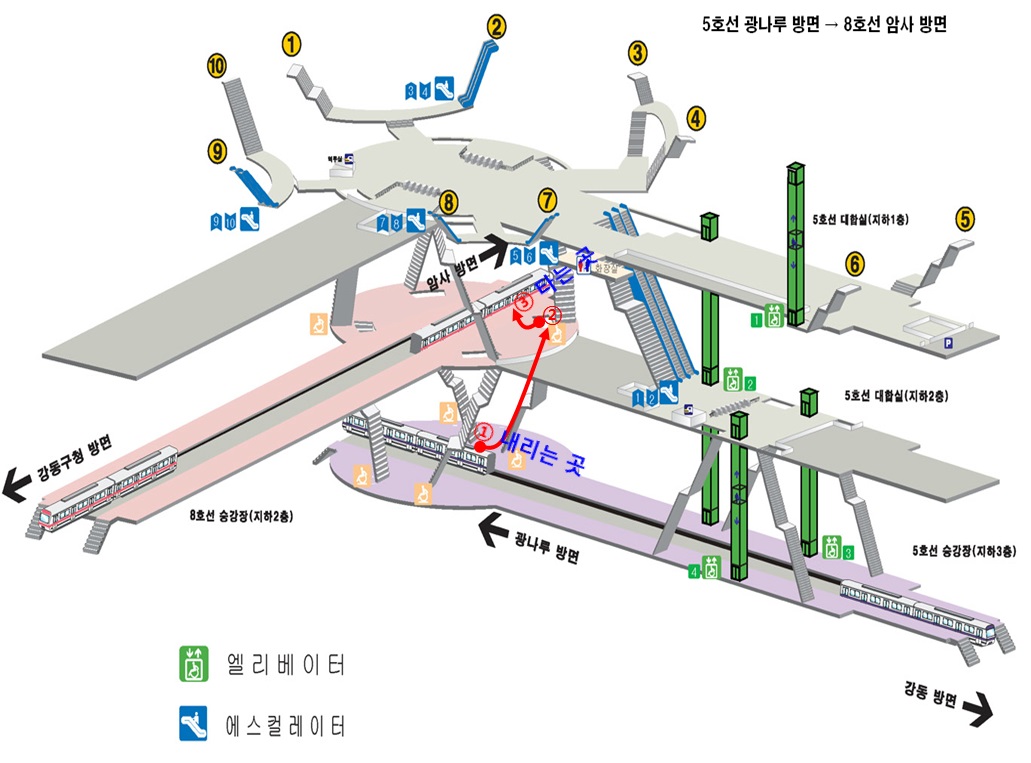 5호선 광나루 방면 → 8호선 암사 방면
1
2
3
4
10
3 4
9
역무실
9 10
7 8
8
7
5 6
5호선 대합실(지하1층)
5
6
암사 방면
타는 곳
화장실
③
②
1
P
2
1 2
5호선 대합실(지하2층)
① 내리는 곳
강동구청 방면
8호선 승강장(지하2층)
광나루 방면
3
4
5호선 승강장(지하3층)
엘리베이터
강동 방면
에스컬레이터